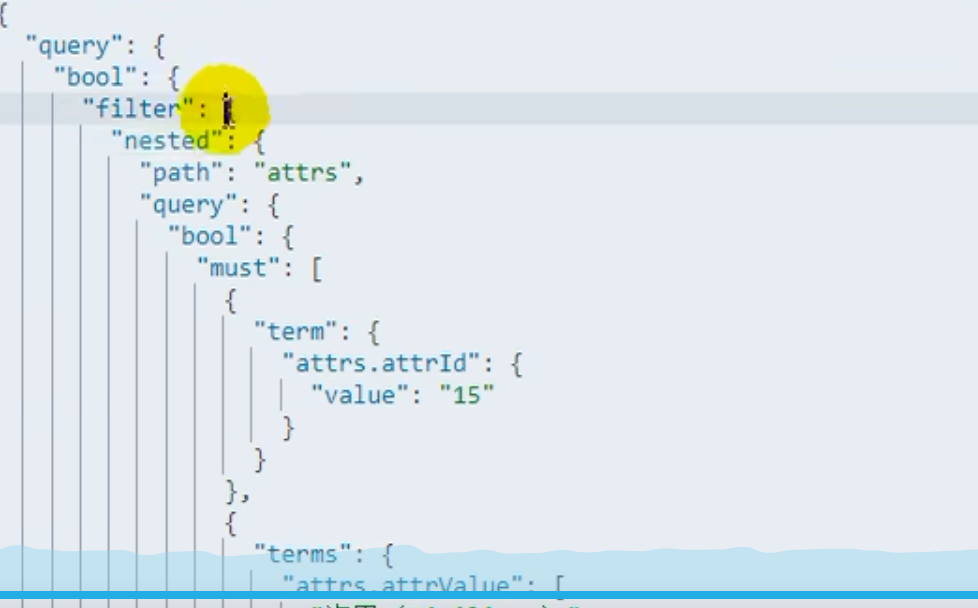 {
"query": {
"bool": {
"filter":
"nested": {
"path": "attrs",
"query": {
"bool": {
"must": [
{
"term": {
"attrs.attrId": {
"value": "15"
}
}
},
{
"terms": {
"attrs.attrValue": [